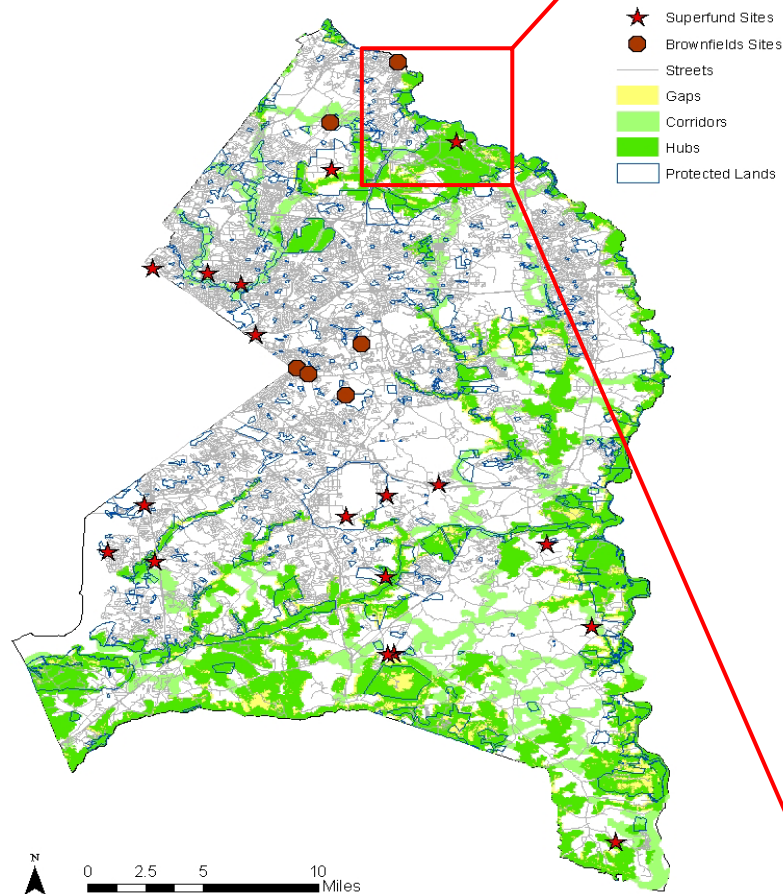 Superfund Sites
Brownfields Sites
Streets
Gaps
Corridors
Hubs
Protected Lands
N
0 2.5 5 10
Miles